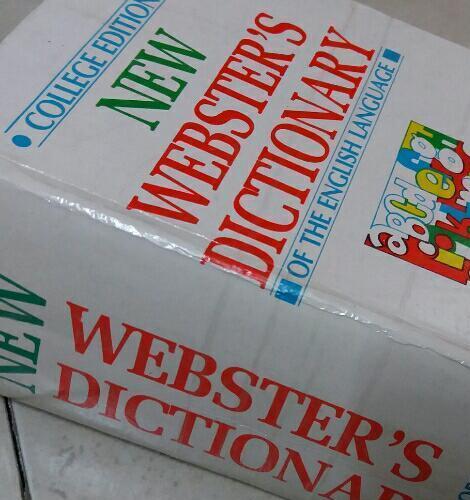 COLLEGE EDITION
NEW
WEBSTER'S
DICTIONARY
OF THE ENGLISH LANGUAGE
NEW
WEBSTER'S